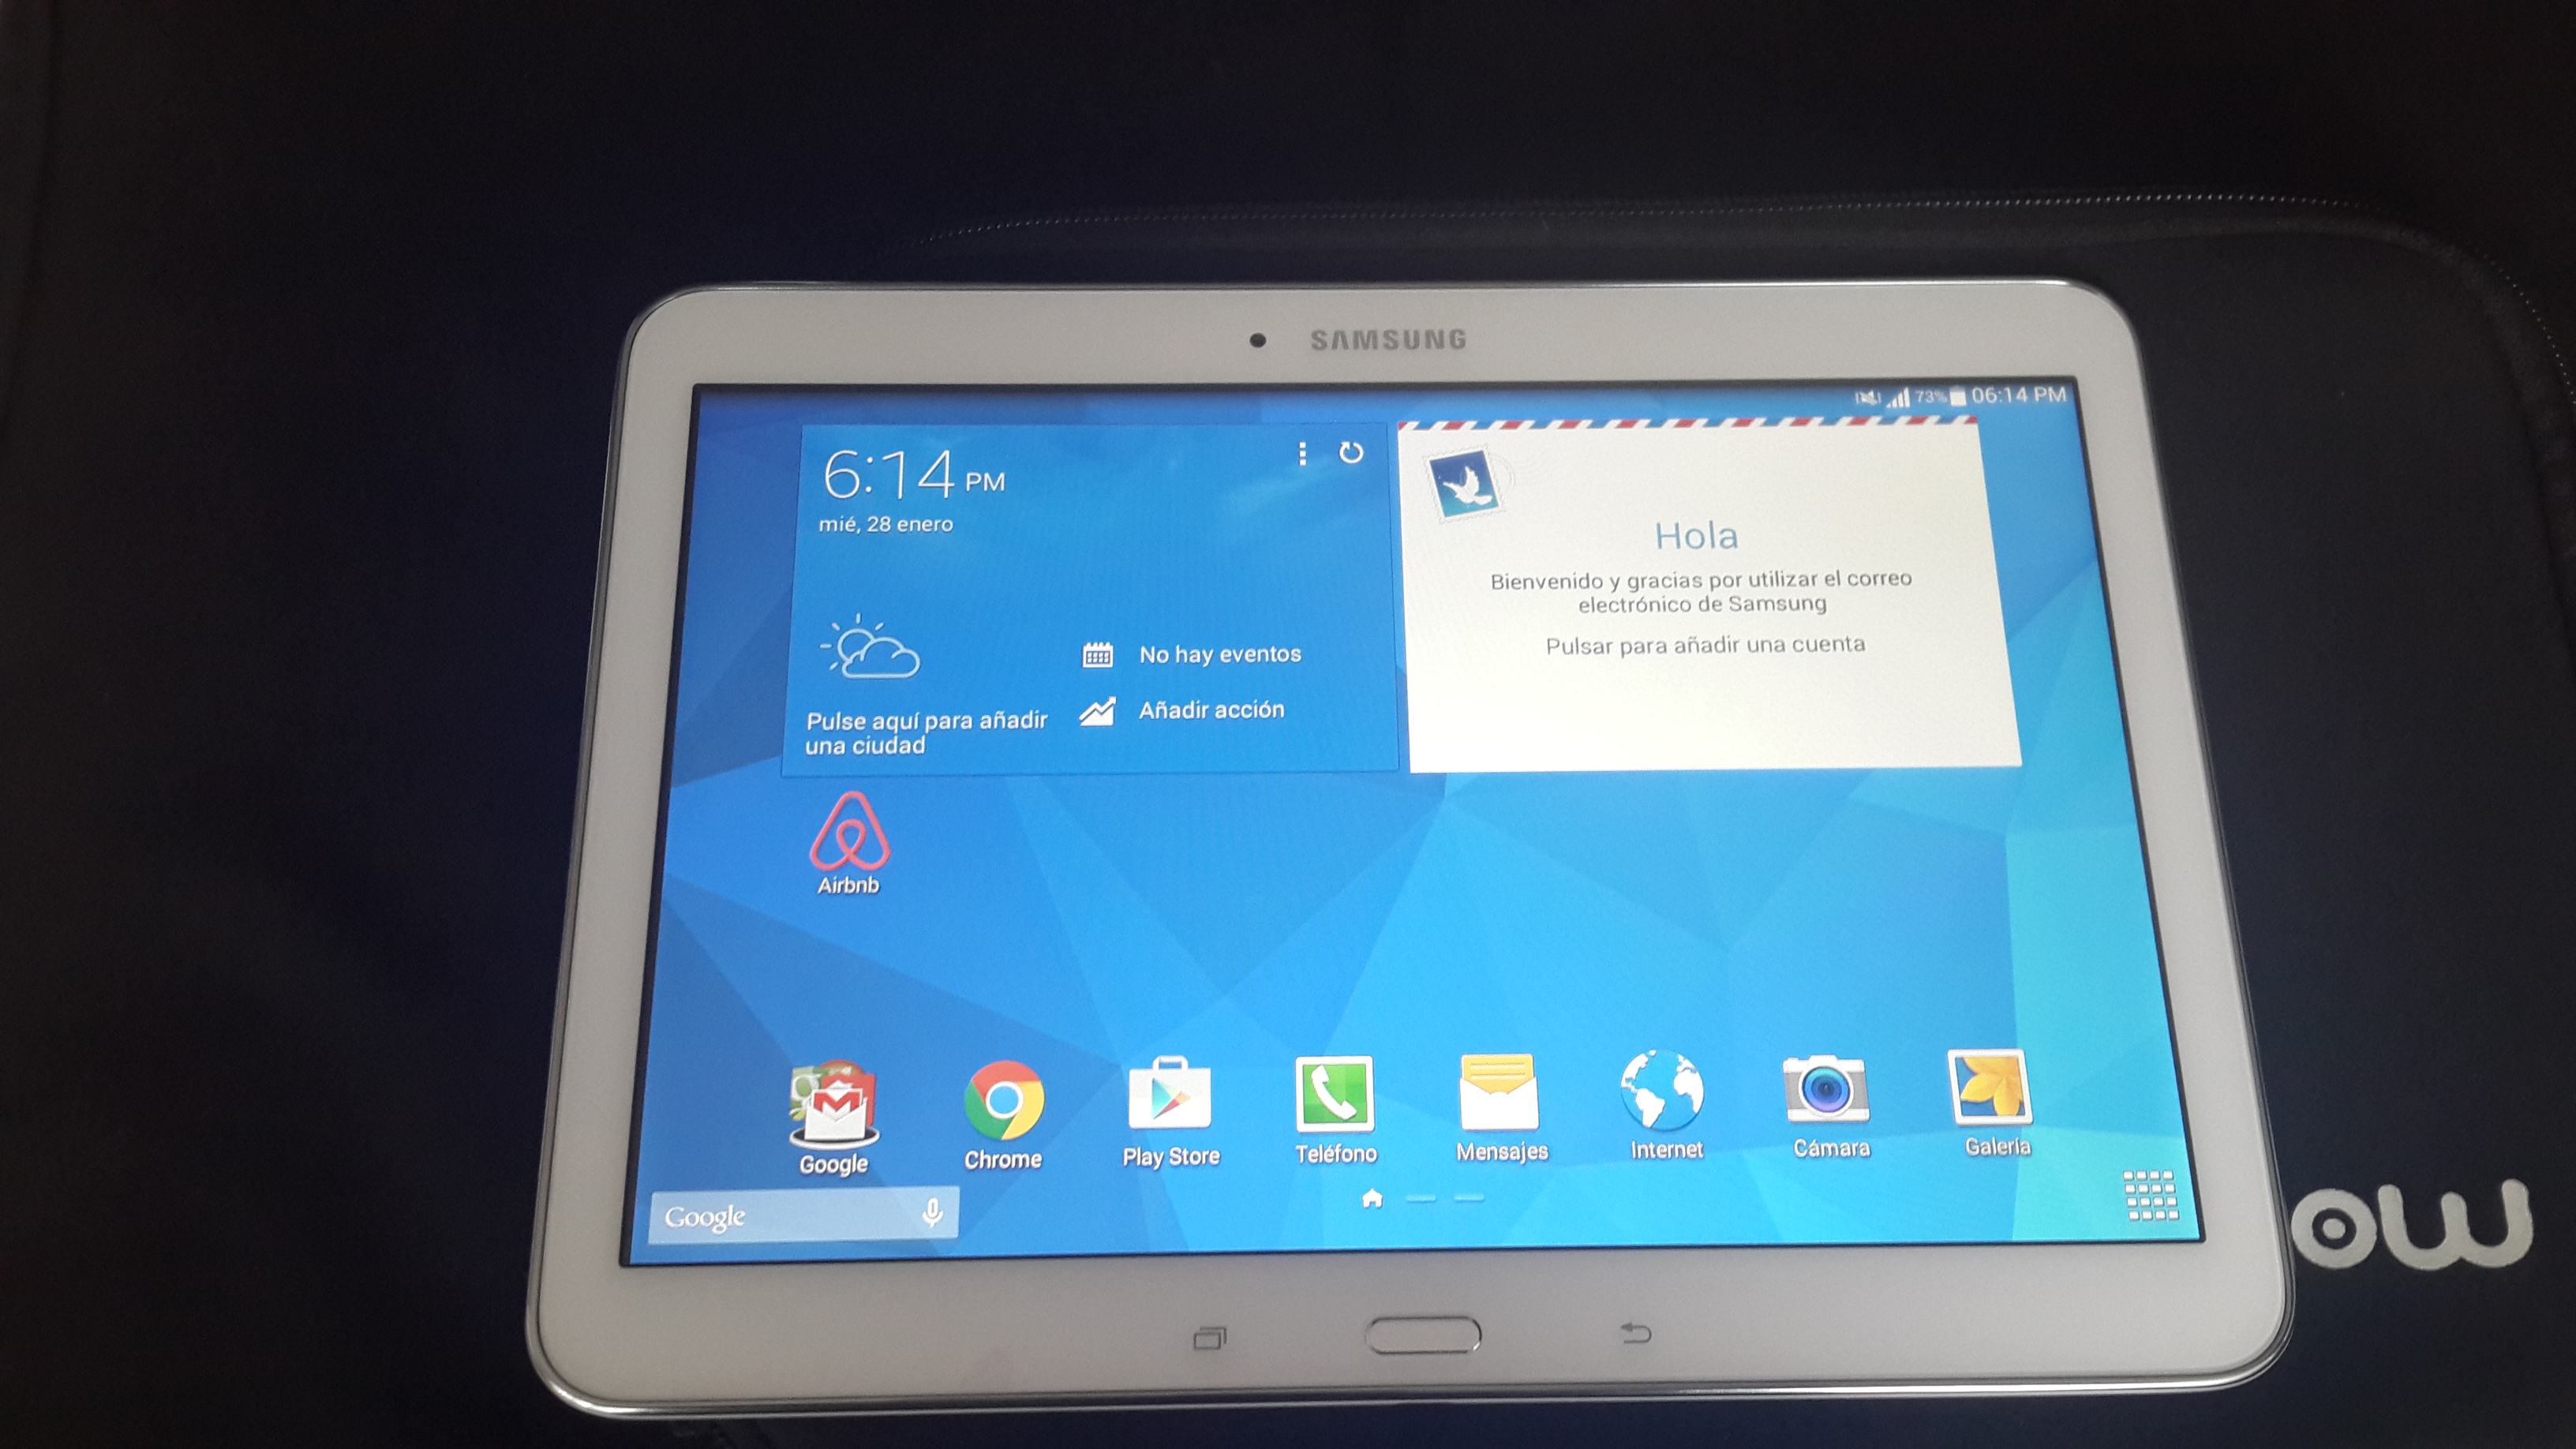 SAMSUNG
73% 06:14 PM
6:14 PM
mié, 28 enero
Pulse aquí para añadir
una ciudad
No hay eventos
Añadir acción
Hola
Bienvenido y gracias por utilizar el correo
electrónico de Samsung
Pulsar para añadir una cuenta
Airbnb
Google
Chrome
Play Store
Teléfono
Mensajes
Internet
Cámara
Galería
Google